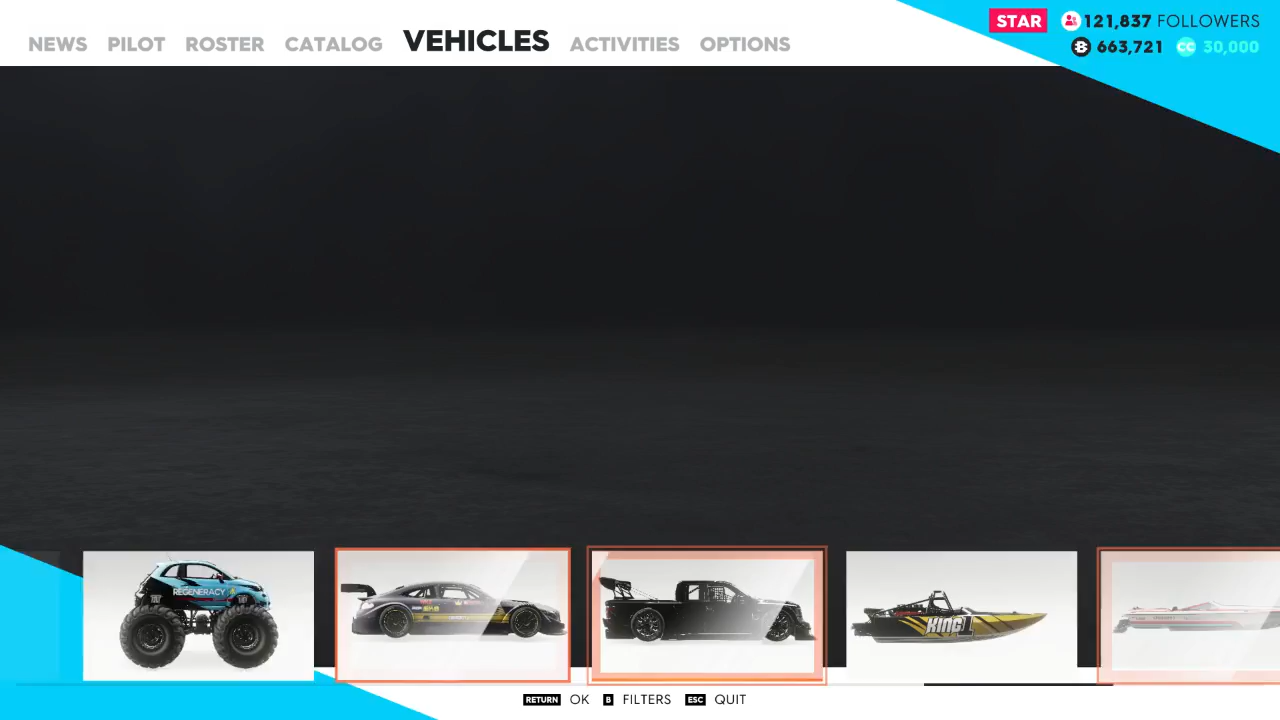 STAR 121,837 FOLLOWERS
NEWS PILOT ROSTER CATALOG VEHICLES ACTIVITIES OPTIONS
663,721 CC 30,000
REGENERACY
KING
RETURN OK B FILTERS ESC QUIT